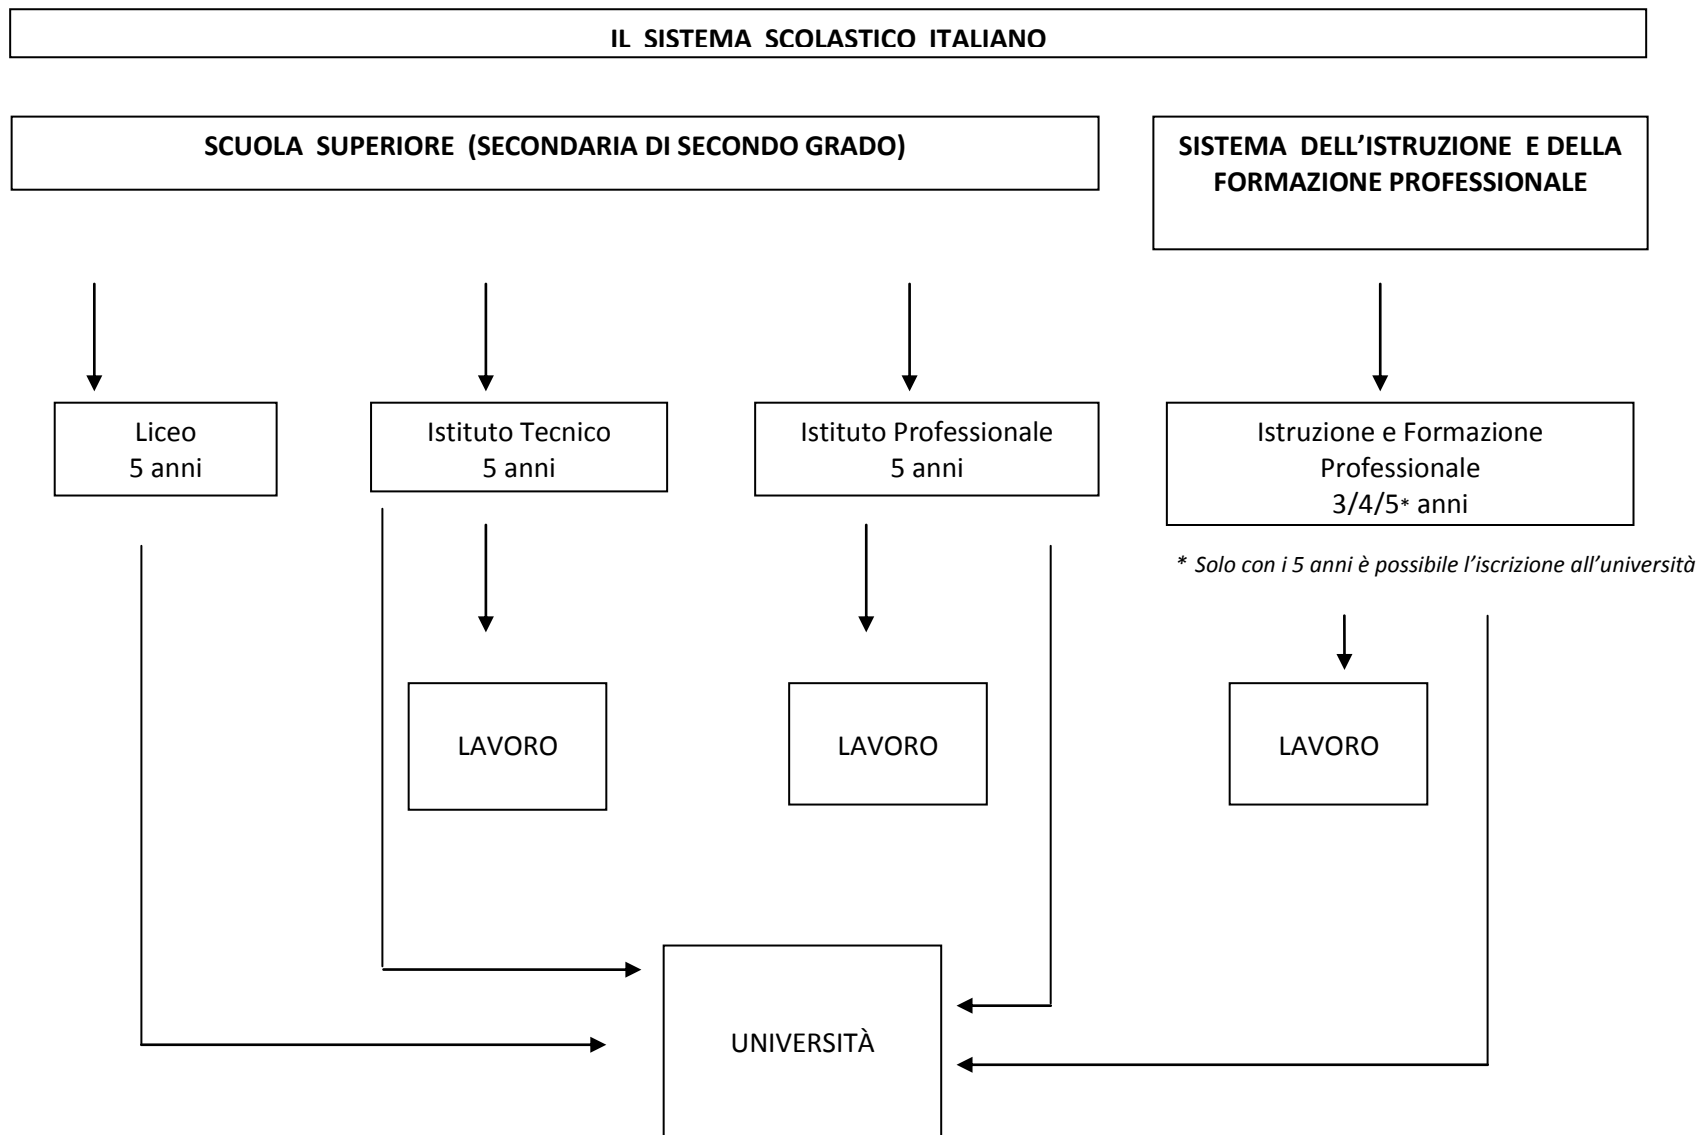 IL SISTEMA SCOLASTICO ITALIANO
SCUOLA SUPERIORE (SECONDARIA DI SECONDO GRADO)
SISTEMA DELL’ISTRUZIONE E DELLA
FORMAZIONE PROFESSIONALE
Liceo
5 anni
Istituto Tecnico
5 anni
Istituto Professionale
5 anni
Istruzione e Formazione
Professionale
3/4/5* anni
* Solo con i 5 anni è possibile l’iscrizione all’università
LAVORO
LAVORO
LAVORO
UNIVERSITÀ